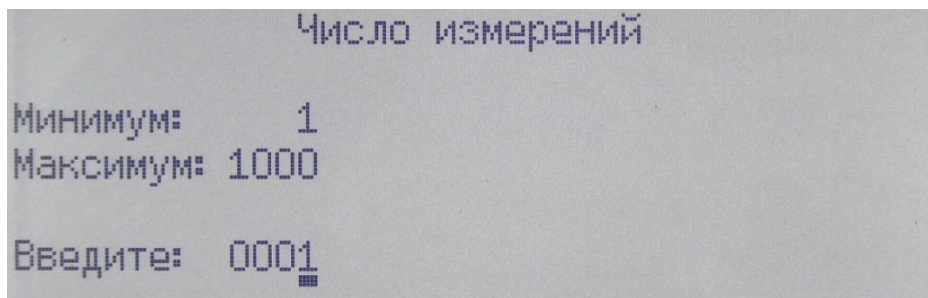 Число измерений
Минимум: 1
Максимум: 1000
Введите: 0001